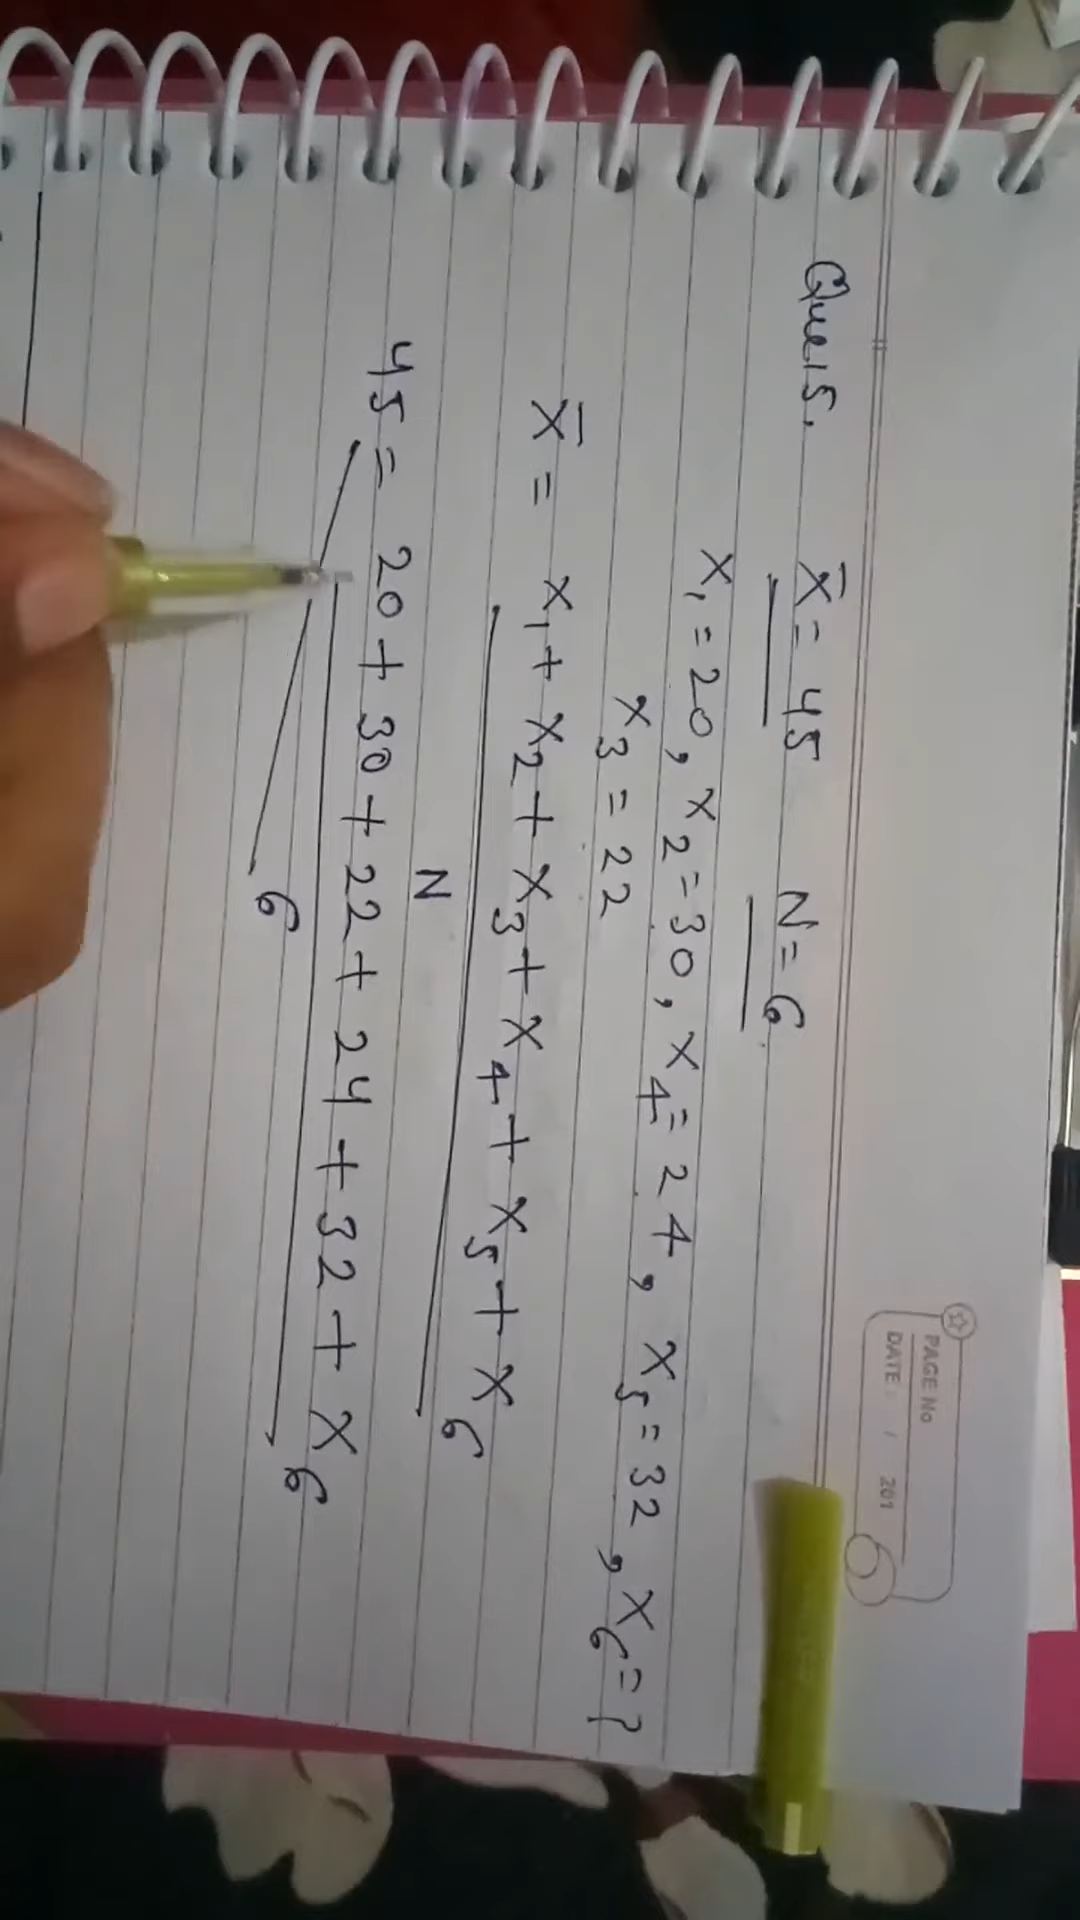 PAGE No
DATE: / 201
Que15. X̄ = 45 N = 6
x₁ = 20, x₂ = 30, x₄ = 24, x₅ = 32, x₆ = ?
x₃ = 22
X̄ = x₁ + x₂ + x₃ + x₄ + x₅ + x₆
N
45 = 20 + 30 + 22 + 24 + 32 + x₆
6